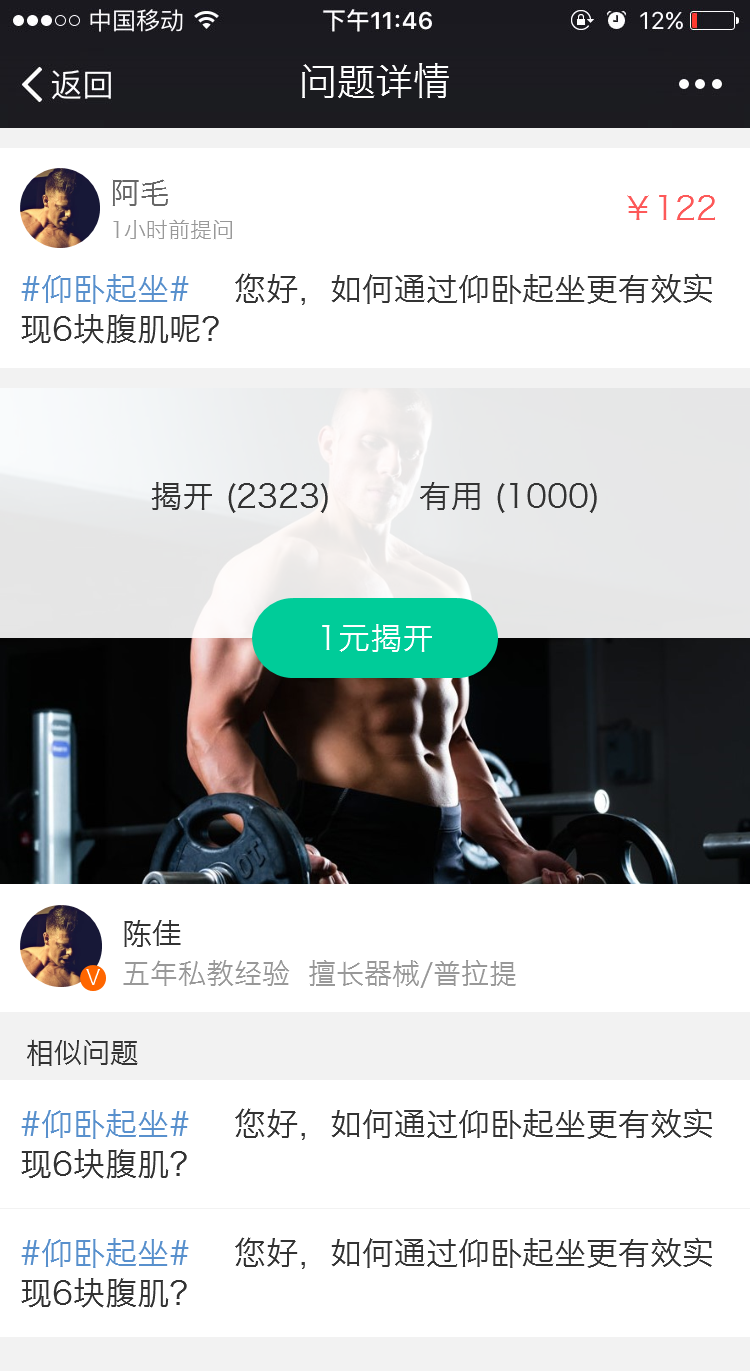 中国移动 下午11:46 12%
返回 问题详情
阿毛
1小时前提问
￥122
#仰卧起坐# 您好，如何通过仰卧起坐更有效实
现6块腹肌呢？
揭开 (2323) 有用 (1000)
1元揭开
陈佳
V
五年私教经验 擅长器械/普拉提
相似问题
#仰卧起坐# 您好，如何通过仰卧起坐更有效实
现6块腹肌？
#仰卧起坐# 您好，如何通过仰卧起坐更有效实
现6块腹肌？